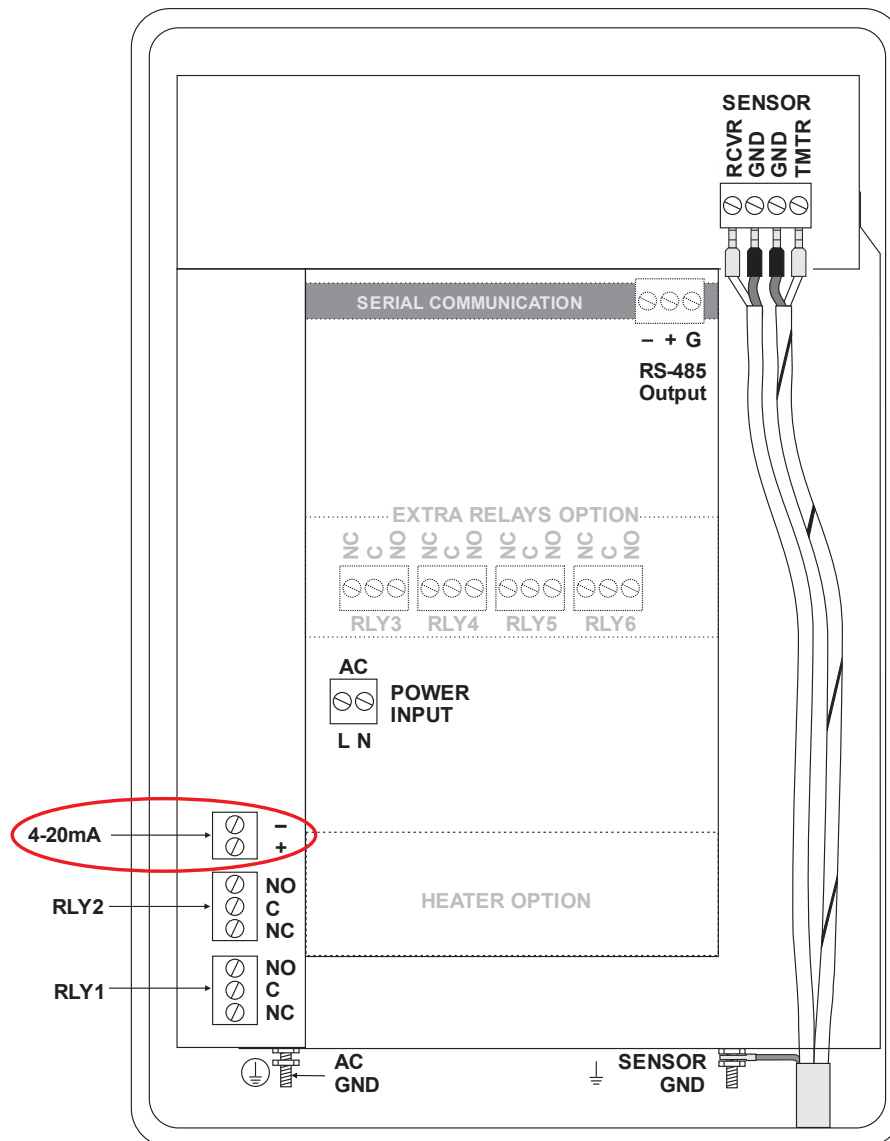 SENSOR
RCVR
GND
GND
TMTR
SERIAL COMMUNICATION
– + G
RS-485
Output
EXTRA RELAYS OPTION
NC C NO NC C NO NC C NO NC C NO
RLY3 RLY4 RLY5 RLY6
AC
POWER
INPUT
L N
4-20mA
–
+
RLY2
NO
C
NC
HEATER OPTION
RLY1
NO
C
NC
AC
GND
SENSOR
GND